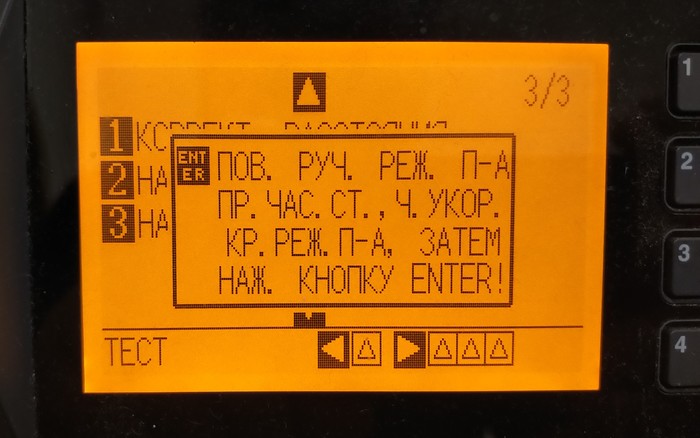 3/3
1 КОРРЕКТ. РАССТОЯНИЯ
2 НА
3 НА
ENTER ПОВ. РУЧ. РЕЖ. П-А
ПР. ЧАС. СТ., Ч. УКОР.
КР. РЕЖ. П-А, ЗАТЕМ
НАЖ. КНОПКУ ENTER!
ТЕСТ
1
2
3
4